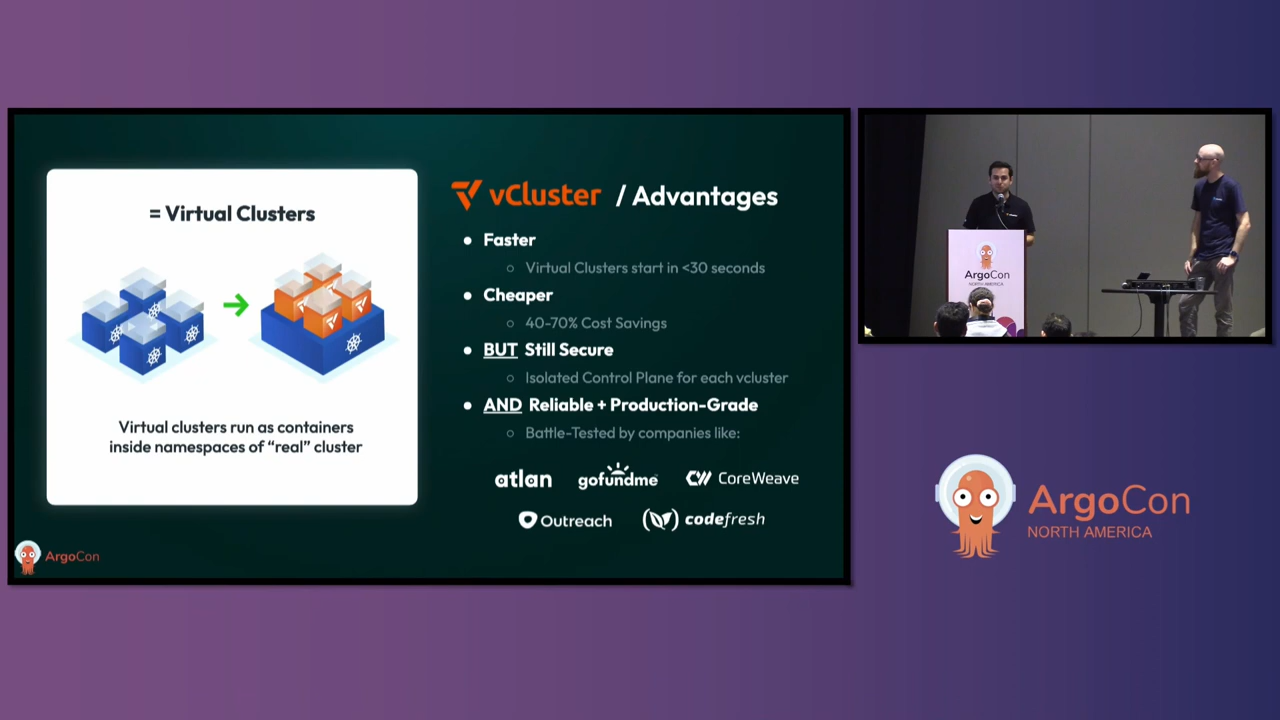 = Virtual Clusters
Virtual clusters run as containers
inside namespaces of “real” cluster
vCluster / Advantages
● Faster
○ Virtual Clusters start in <30 seconds
● Cheaper
○ 40-70% Cost Savings
● BUT Still Secure
○ Isolated Control Plane for each vcluster
● AND Reliable + Production-Grade
○ Battle-Tested by companies like:
atlan gofundme CoreWeave
Outreach codefresh
ArgoCon
ArgoCon
NORTH AMERICA
ArgoCon
NORTH AMERICA